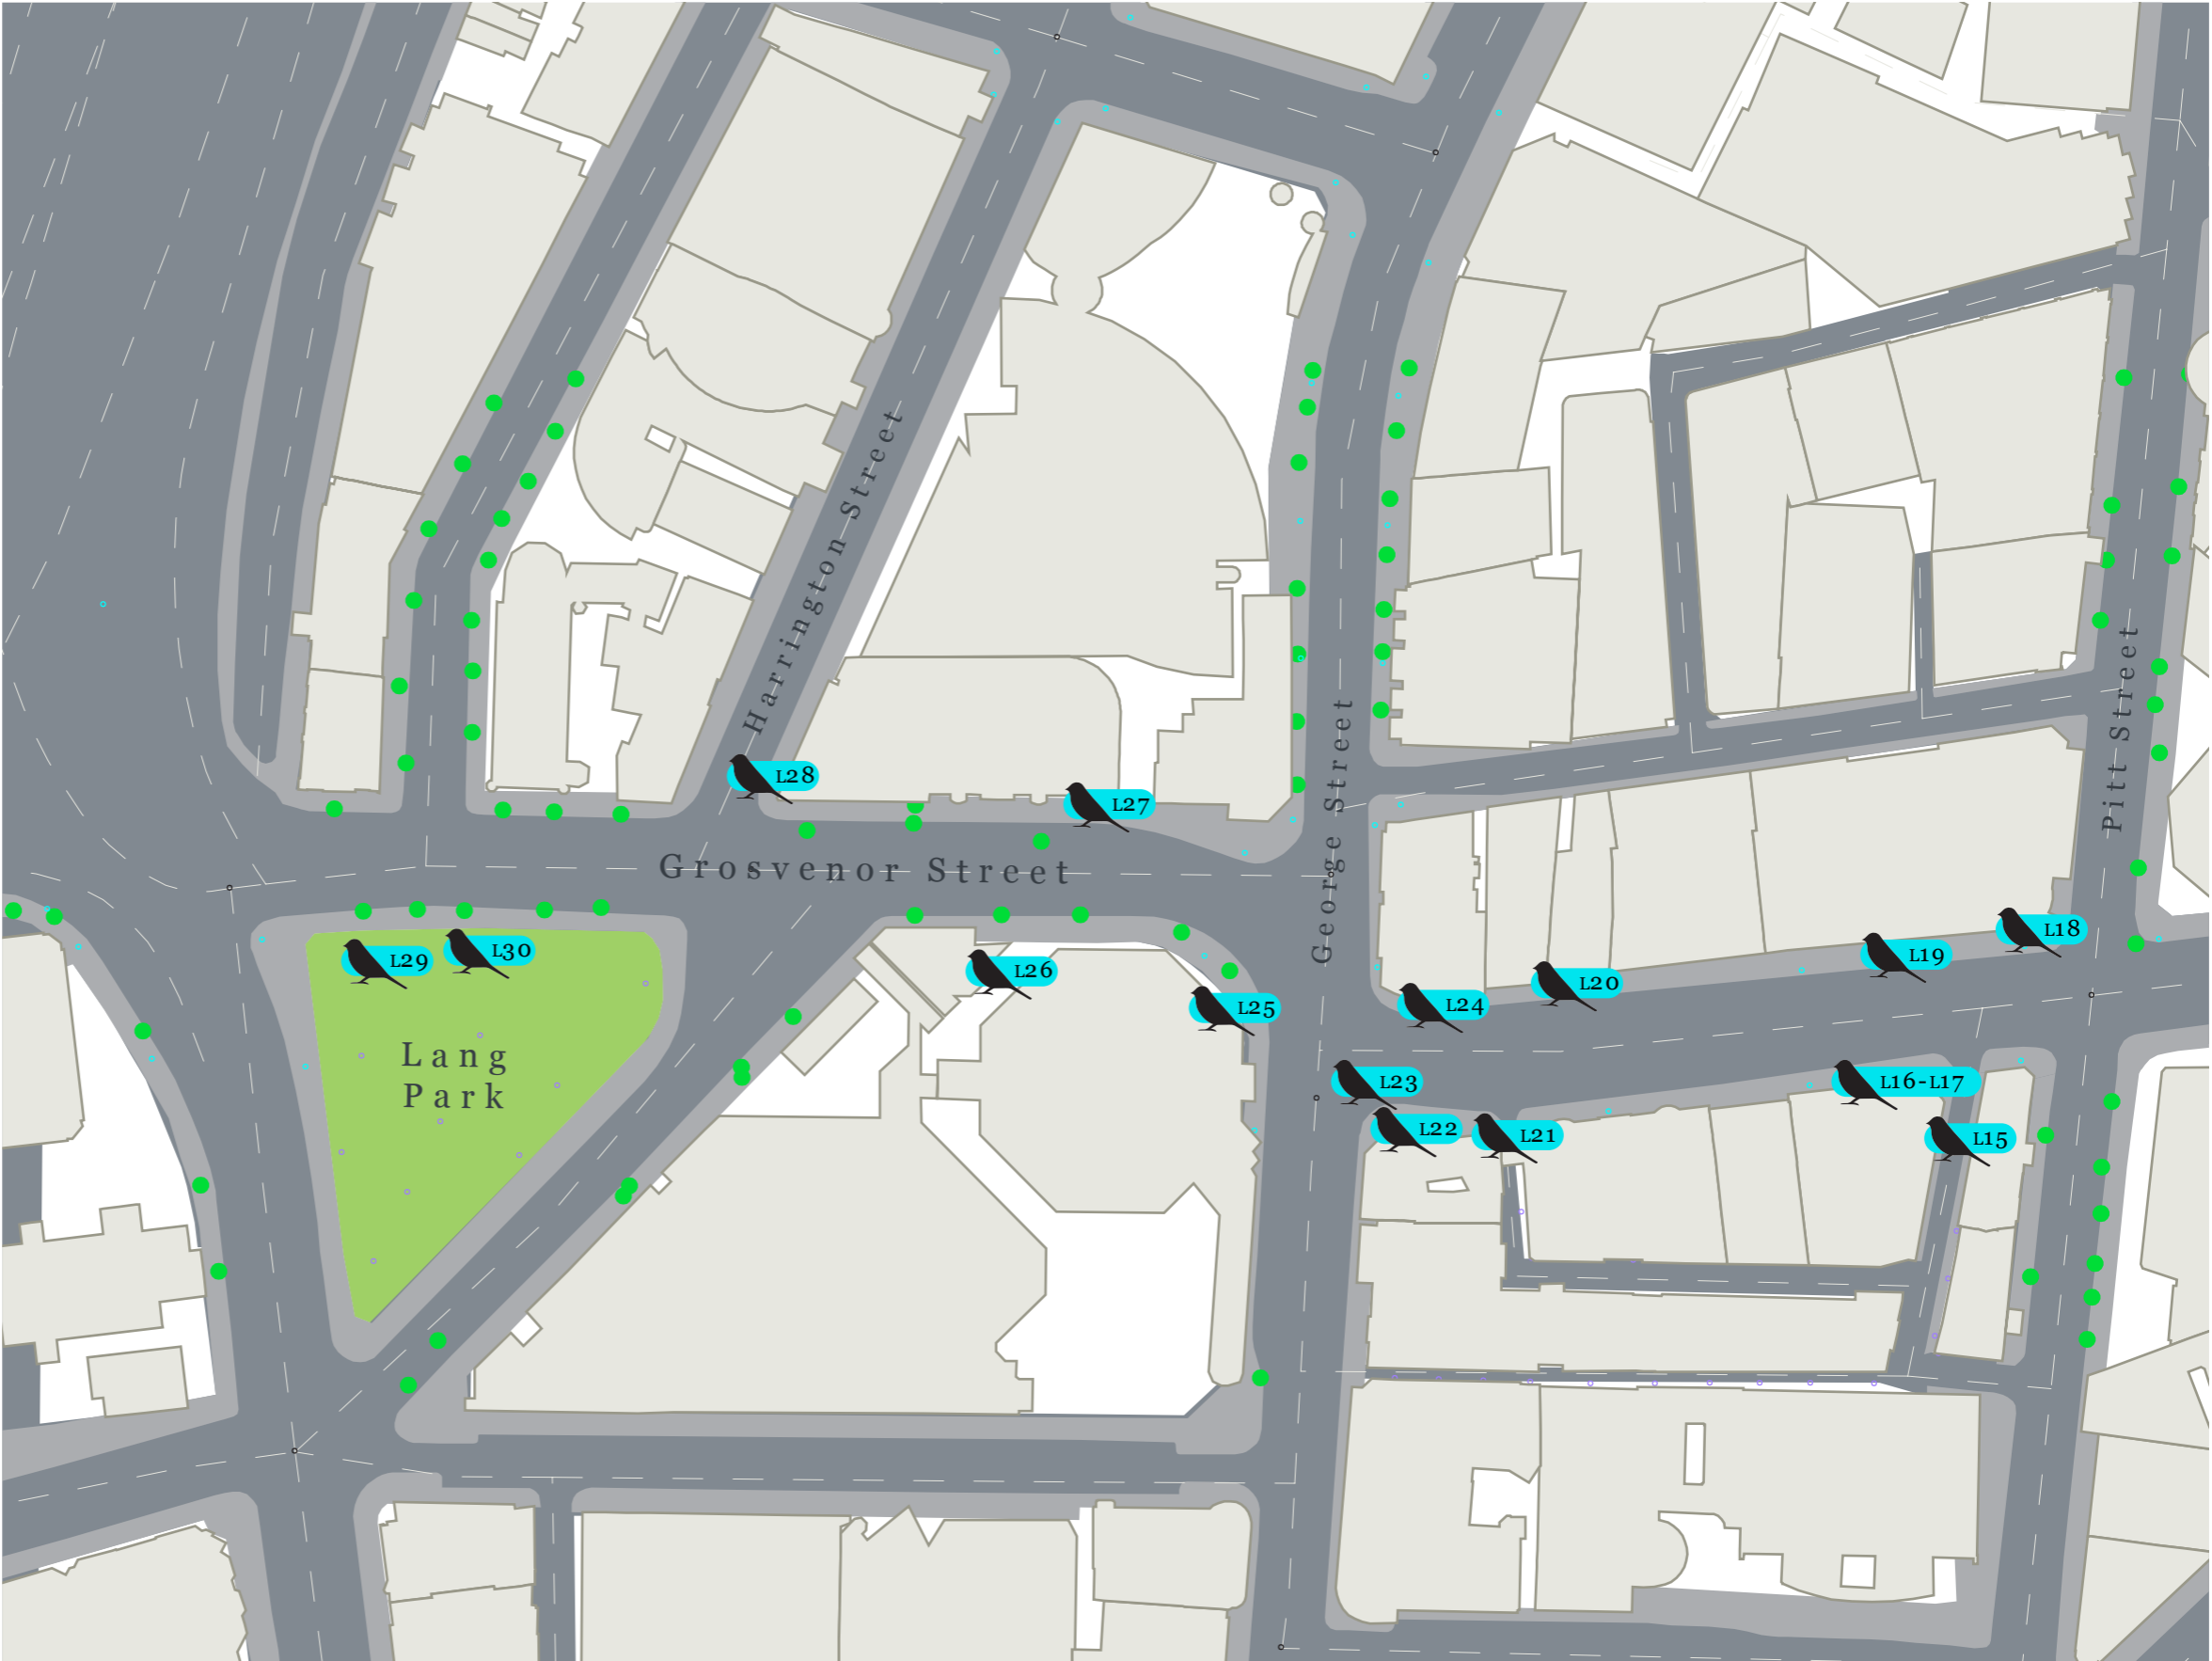 Harrington Street
L28
L27
Grosvenor Street
George Street
Pitt Street
L18
L19
L29
L30
L26
L20
L25
L24
Lang
Park
L23
L16-L17
L22
L21
L15